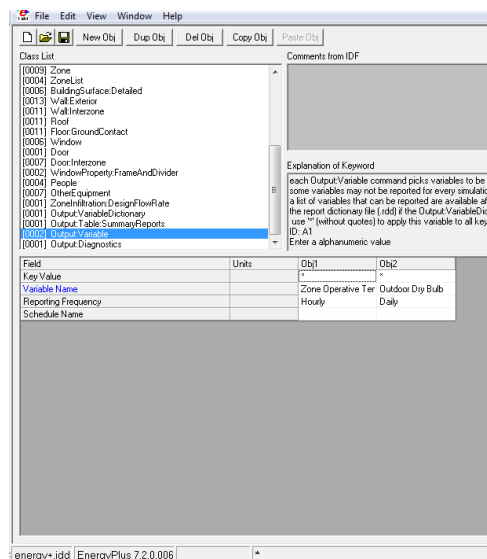 File Edit View Window Help
New Obj Dup Obj Del Obj Copy Obj Paste Obj
Class List
[0009] Zone
[0004] ZoneList
[0006] BuildingSurface:Detailed
[0013] Wall:Exterior
[0011] Wall:Interzone
[0011] Roof
[0011] Floor:GroundContact
[0006] Window
[0001] Door
[0007] Door:Interzone
[0002] WindowProperty:FrameAndDivider
[0004] People
[0007] OtherEquipment
[0001] ZoneInfiltration:DesignFlowRate
[0001] Output:VariableDictionary
[0001] Output:Table:SummaryReports
[0002] Output:Variable
[0001] Output:Diagnostics
Comments from IDF
Explanation of Keyword
each Output:Variable command picks variables to be
some variables may not be reported for every simulatio
a list of variables that can be reported are available af
the report dictionary file (.rdd) if the Output:VariableDic
use '*' (without quotes) to apply this variable to all key
ID: A1
Enter a alphanumeric value
Field Units Obj1 Obj2
Key Value * *
Variable Name Zone Operative Ter Outdoor Dry Bulb
Reporting Frequency Hourly Daily
Schedule Name
energy+.idd EnergyPlus 7.2.0.006 *